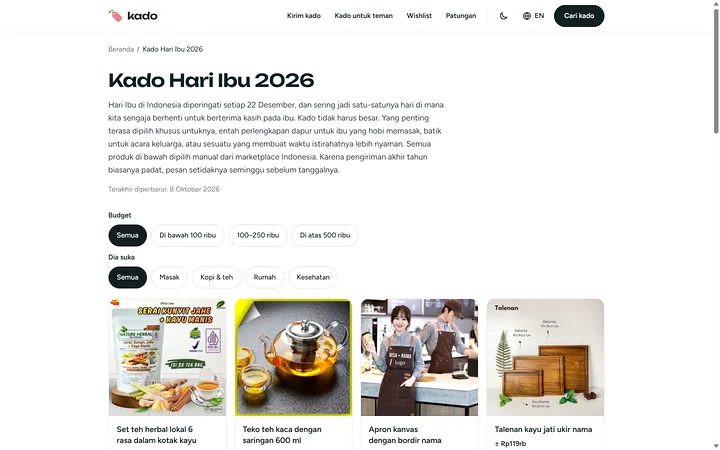 kado
Kirim kado
Kado untuk teman
Wishlist
Patungan
EN
Cari kado
Beranda / Kado Hari Ibu 2026
Kado Hari Ibu 2026
Hari Ibu di Indonesia diperingati setiap 22 Desember, dan sering jadi satu-satunya hari di mana
kita sengaja berhenti untuk berterima kasih pada ibu. Kado tidak harus besar. Yang penting
terasa dipilih khusus untuknya, entah perlengkapan dapur untuk ibu yang hobi memasak, batik
untuk acara keluarga, atau sesuatu yang membuat waktu istirahatnya lebih nyaman. Semua
produk di bawah dipilih manual dari marketplace Indonesia. Karena pengiriman akhir tahun
biasanya padat, pesan setidaknya seminggu sebelum tanggalnya.
Terakhir diperbarui: 8 Oktober 2026
Budget
Semua
Di bawah 100 ribu
100–250 ribu
Di atas 500 ribu
Dia suka
Semua
Masak
Kopi & teh
Rumah
Kesehatan
SERAI KUNYIT JAHE
+ KAYU MANIS
NATURE HERBAL
ISI 50 TEA BAG
BISA + NAMA
/ logo
Talenan
Set teh herbal lokal 6
rasa dalam kotak kayu
Teko teh kaca dengan
saringan 600 ml
Apron kanvas
dengan bordir nama
Talenan kayu jati ukir nama
± Rp119rb